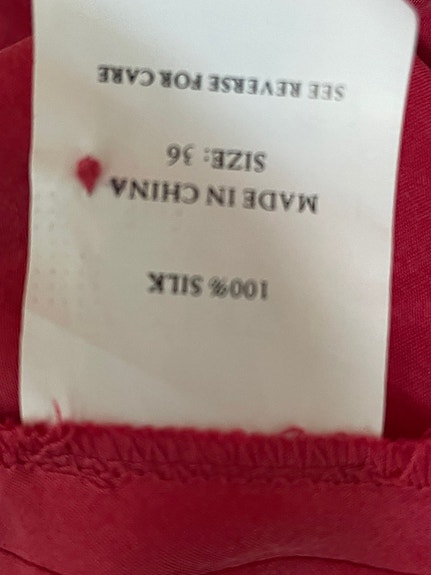 100% SILK
MADE IN CHINA
SIZE: 36
SEE REVERSE FOR CARE